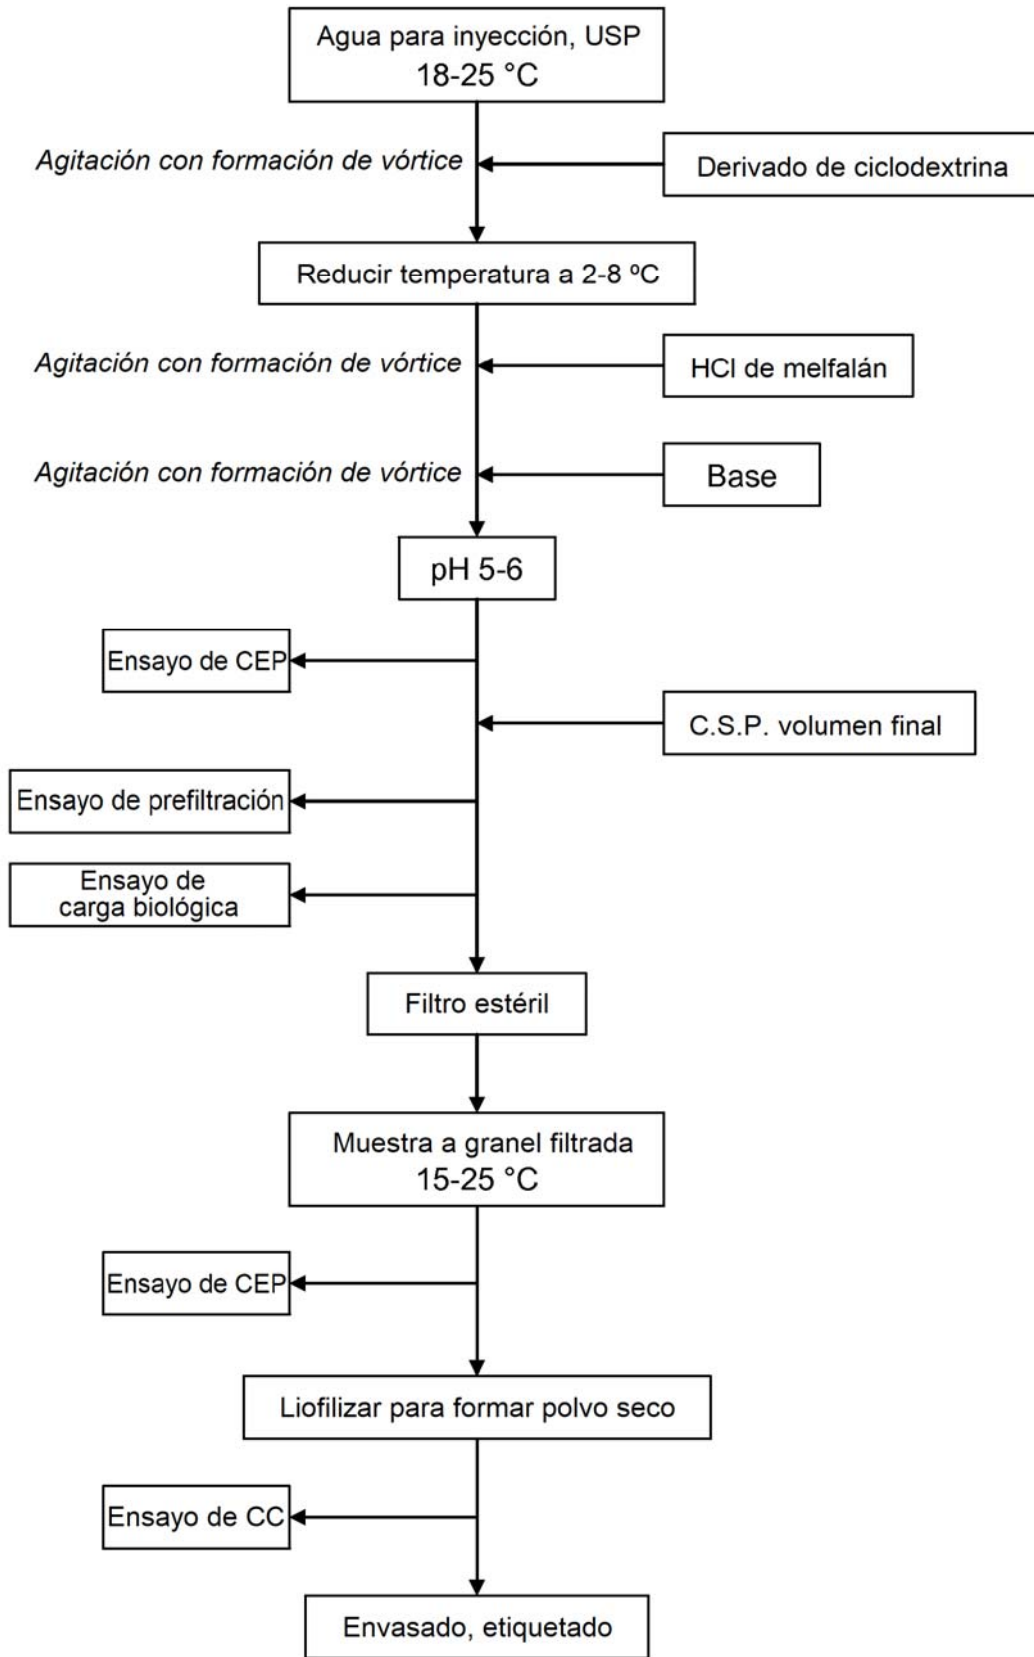 Agua para inyección, USP
18-25 °C
Agitación con formación de vórtice
Derivado de ciclodextrina
Reducir temperatura a 2-8 ºC
Agitación con formación de vórtice
HCl de melfalán
Agitación con formación de vórtice
Base
pH 5-6
Ensayo de CEP
C.S.P. volumen final
Ensayo de prefiltración
Ensayo de
carga biológica
Filtro estéril
Muestra a granel filtrada
15-25 °C
Ensayo de CEP
Liofilizar para formar polvo seco
Ensayo de CC
Envasado, etiquetado